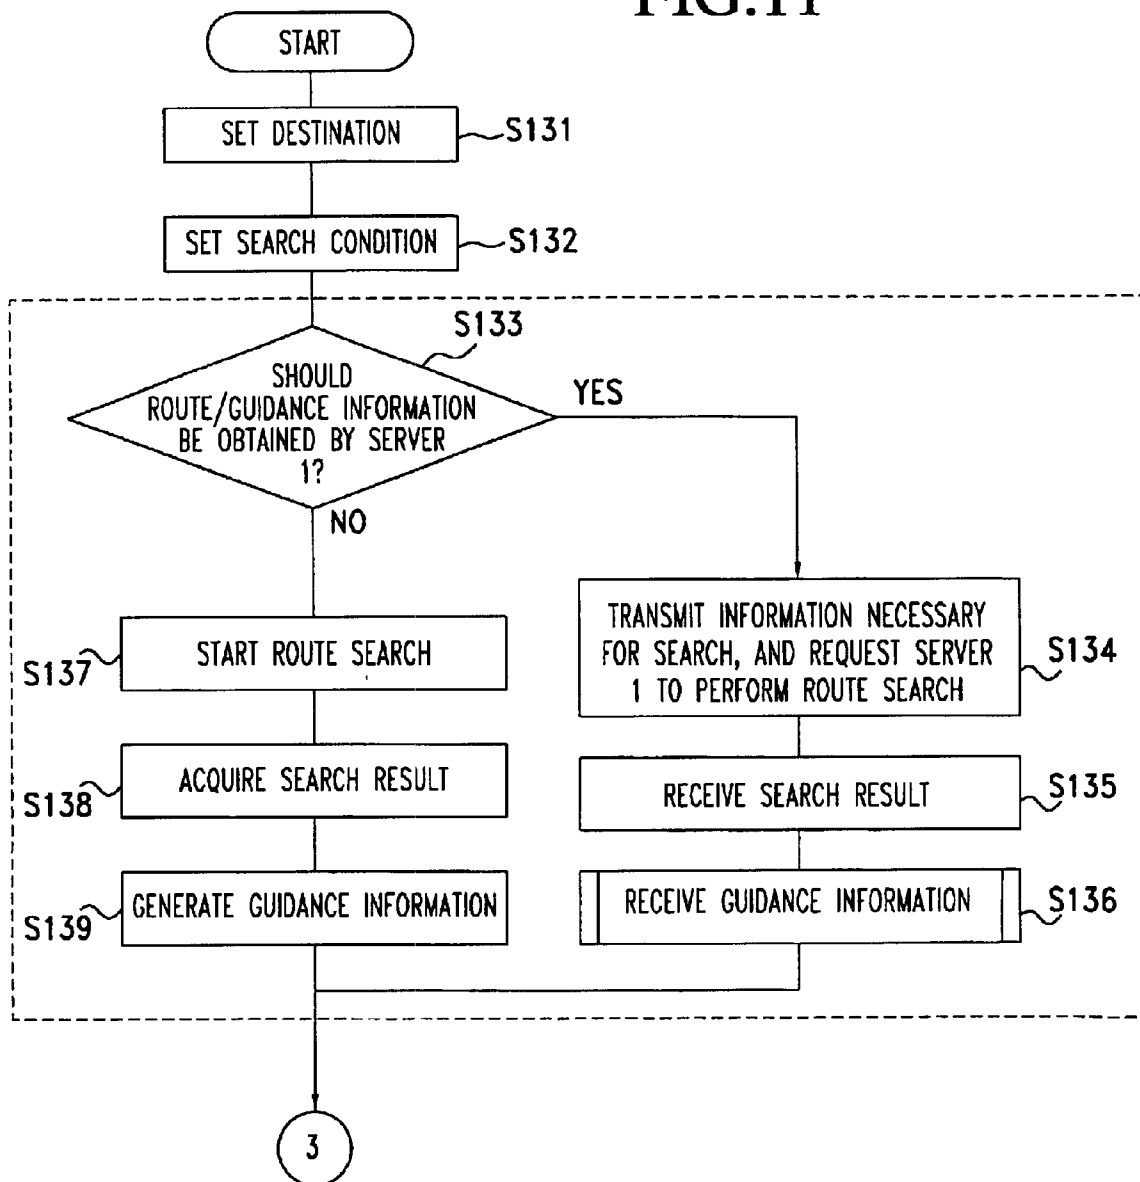 FIG.11
START
SET DESTINATION
S131
SET SEARCH CONDITION
S132
S133
SHOULD
ROUTE/GUIDANCE INFORMATION
BE OBTAINED BY SERVER
1?
YES
NO
TRANSMIT INFORMATION NECESSARY
FOR SEARCH, AND REQUEST SERVER
1 TO PERFORM ROUTE SEARCH
S134
START ROUTE SEARCH
S137
ACQUIRE SEARCH RESULT
S138
RECEIVE SEARCH RESULT
S135
GENERATE GUIDANCE INFORMATION
S139
RECEIVE GUIDANCE INFORMATION
S136
3